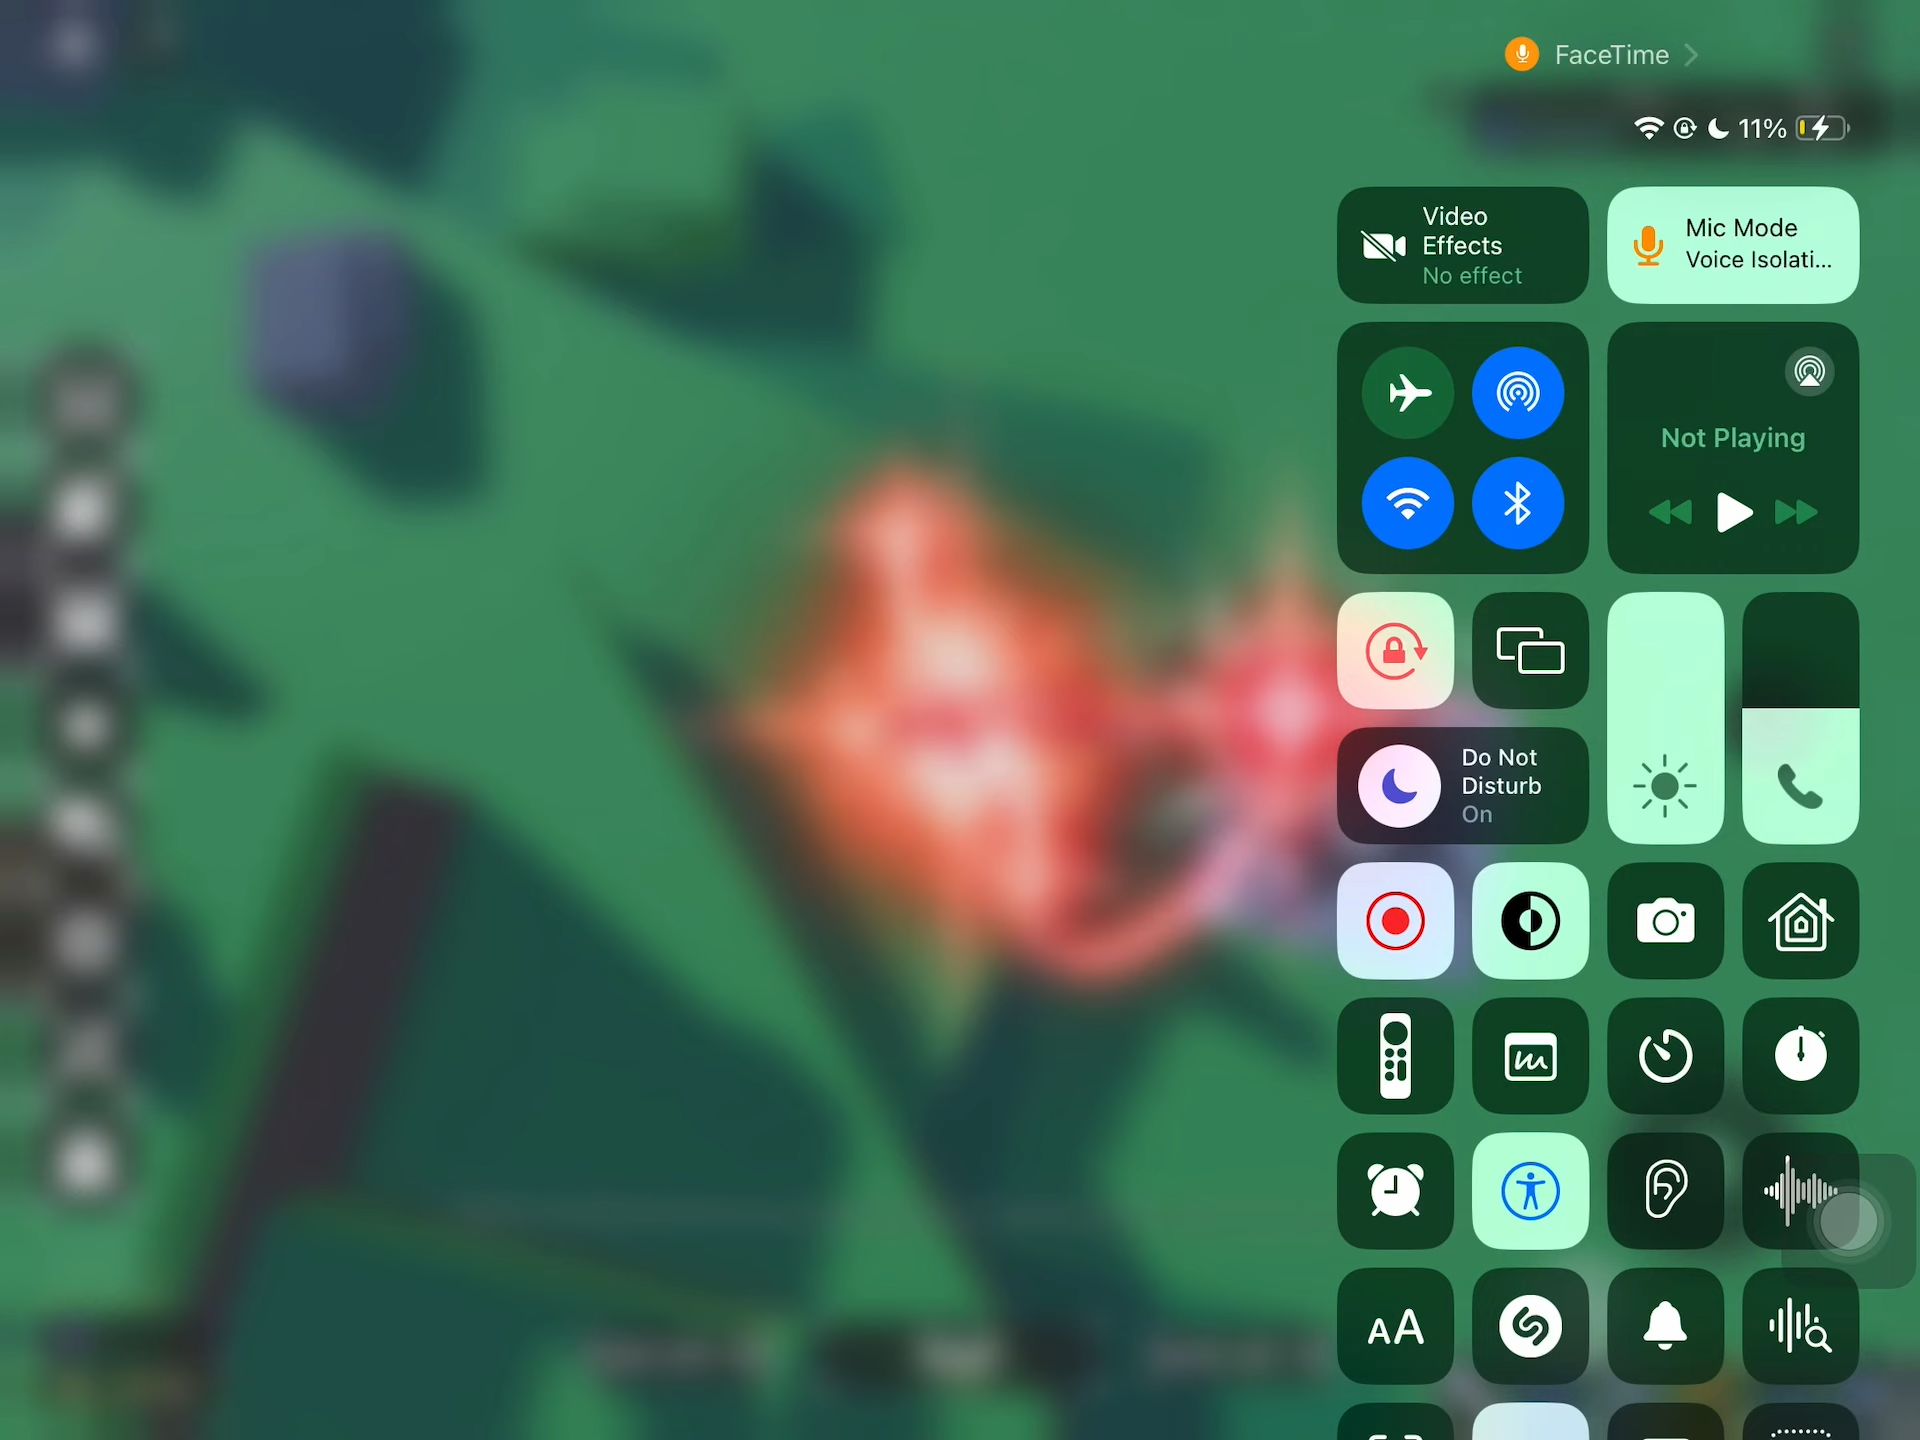 FaceTime
11%
Video
Effects
No effect
Mic Mode
Voice Isolati...
Not Playing
Do Not
Disturb
On
AA